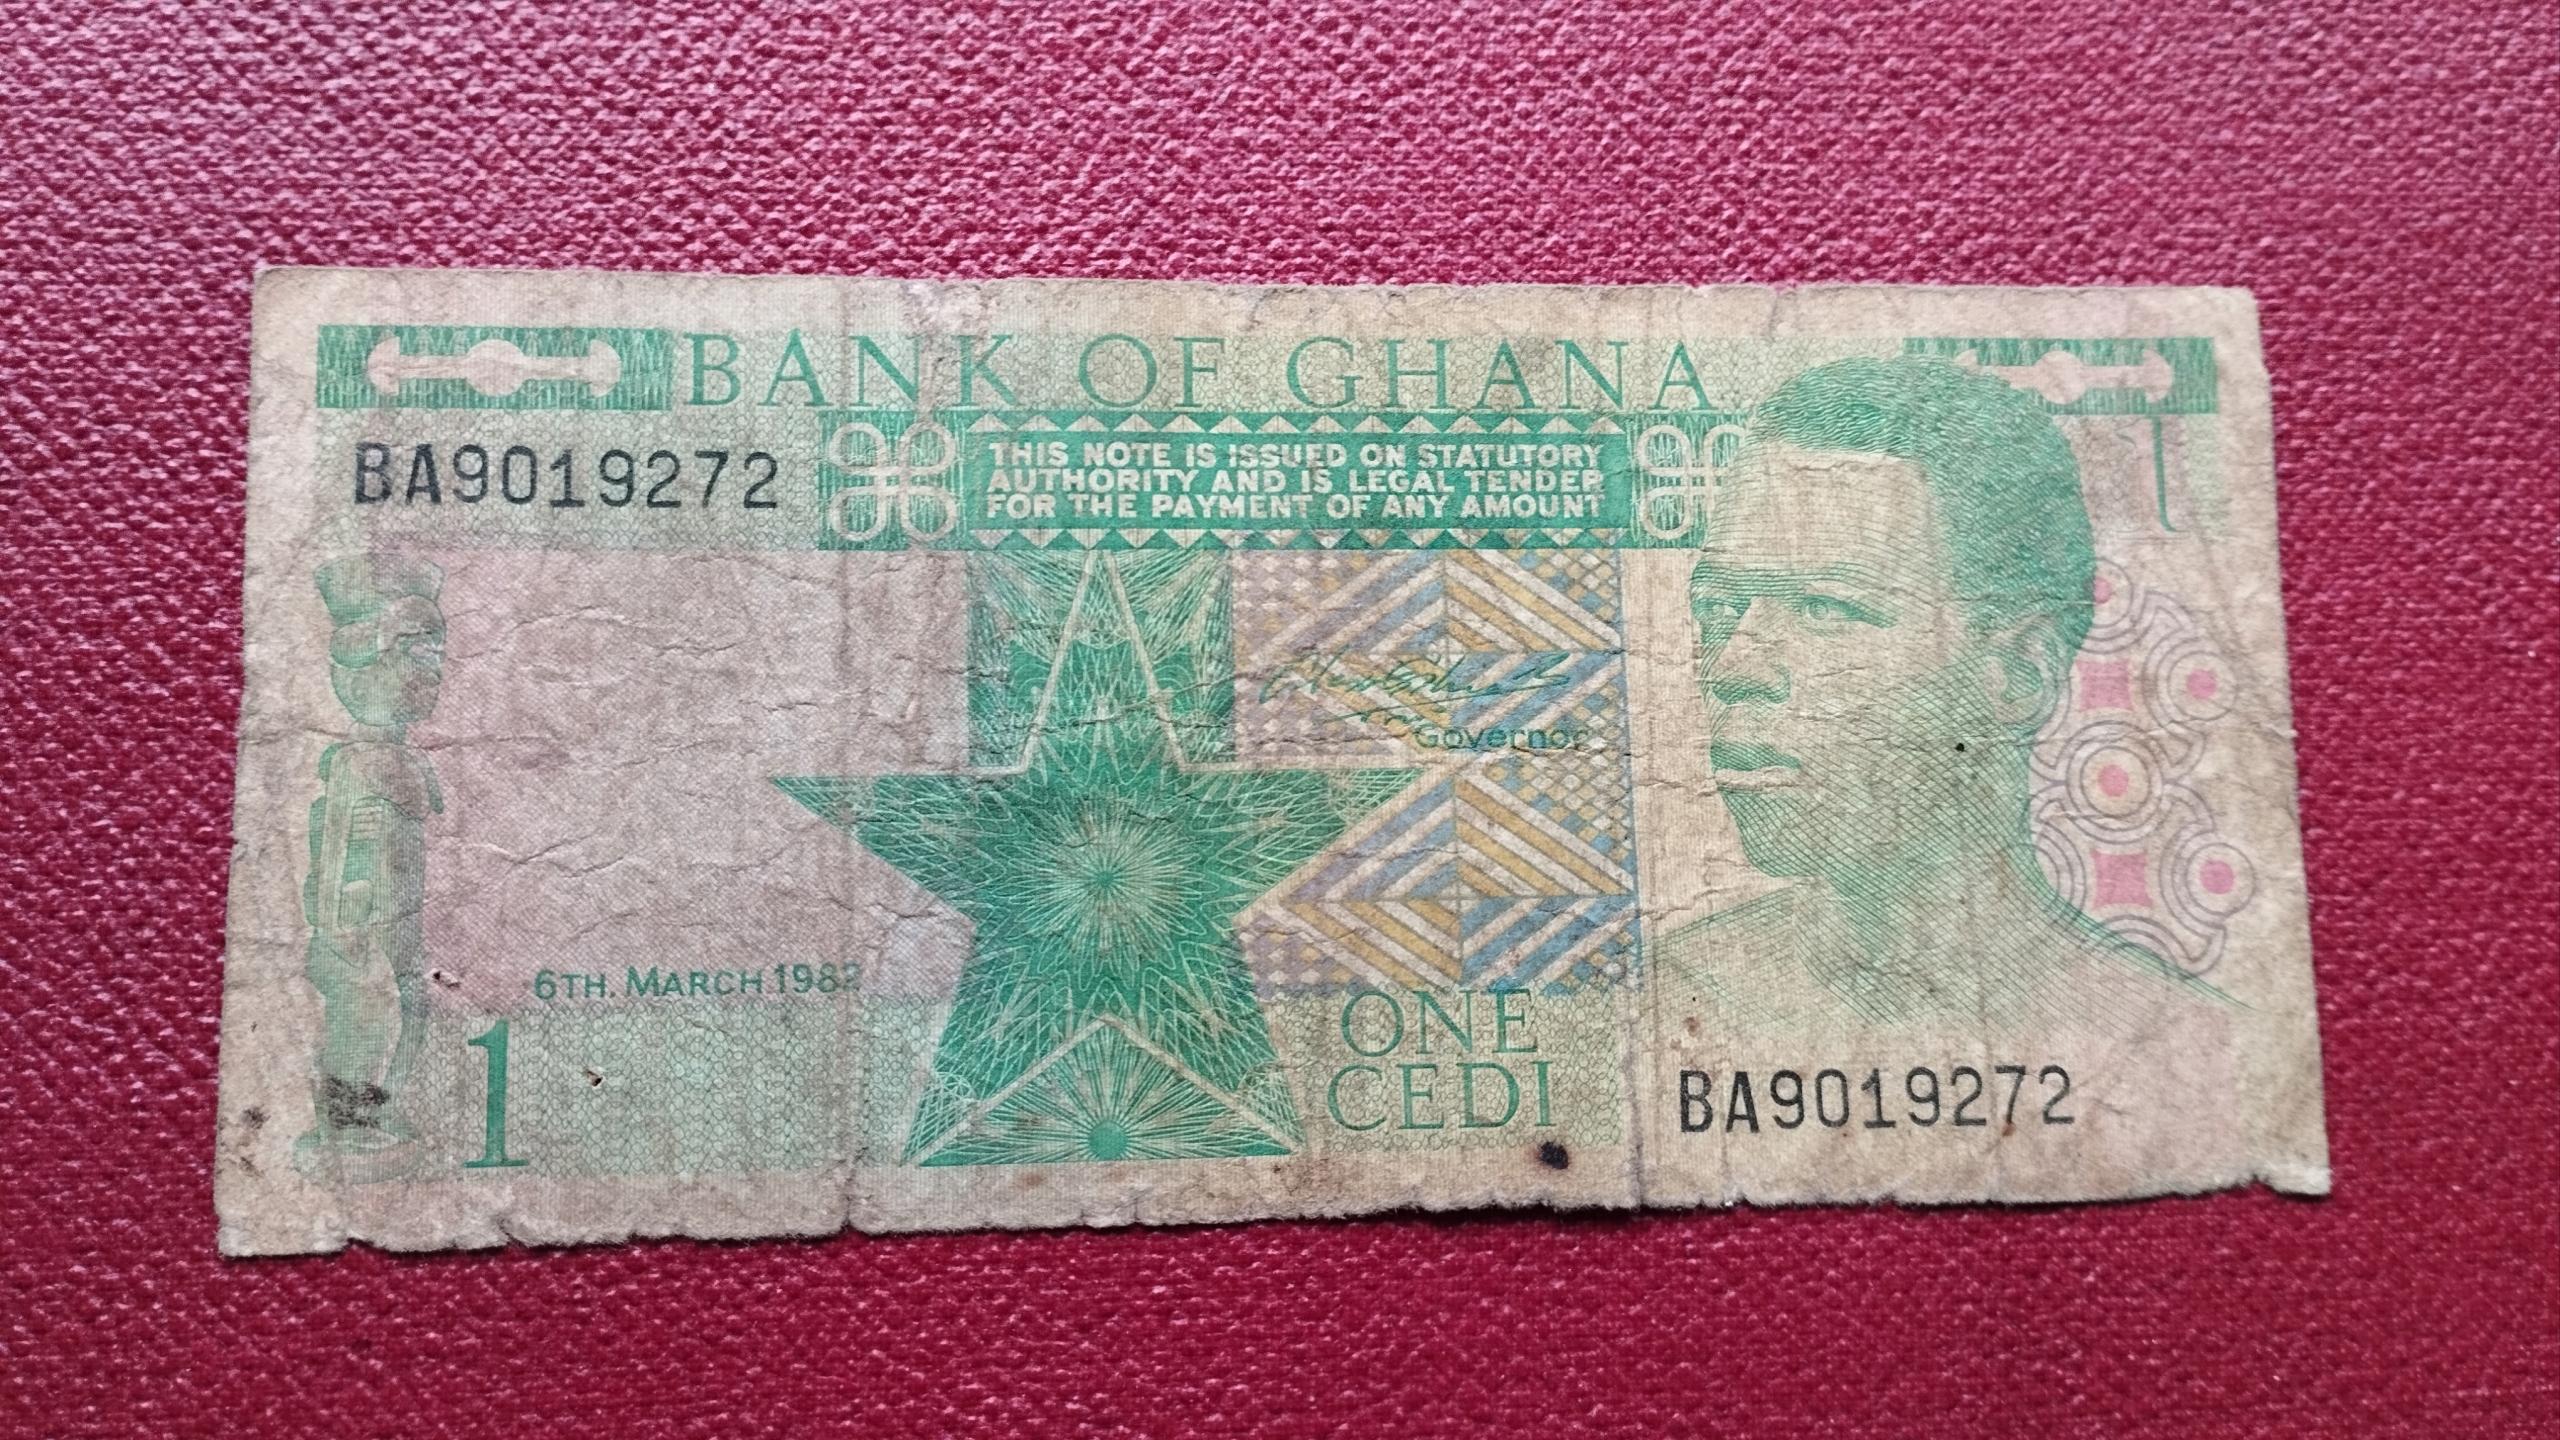 BANK OF GHANA
BA9019272
THIS NOTE IS ISSUED ON STATUTORY
AUTHORITY AND IS LEGAL TENDER
FOR THE PAYMENT OF ANY AMOUNT
1
Governor
6TH. MARCH 1982
1
ONE
CEDI
BA9019272